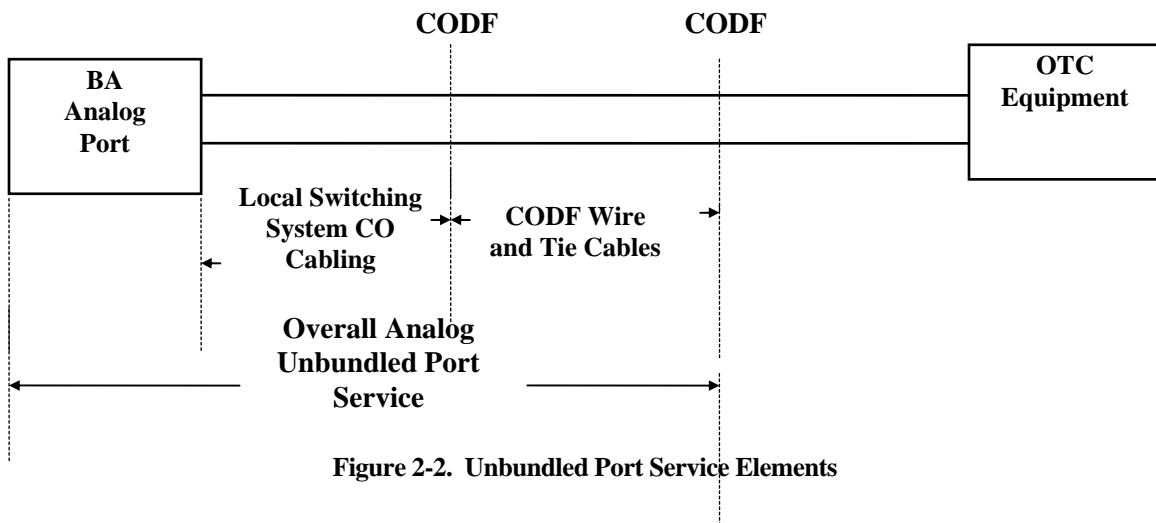 CODF
CODF
BA
Analog
Port
OTC
Equipment
Local Switching
System CO
Cabling
CODF Wire
and Tie Cables
Overall Analog
Unbundled Port
Service
Figure 2-2. Unbundled Port Service Elements